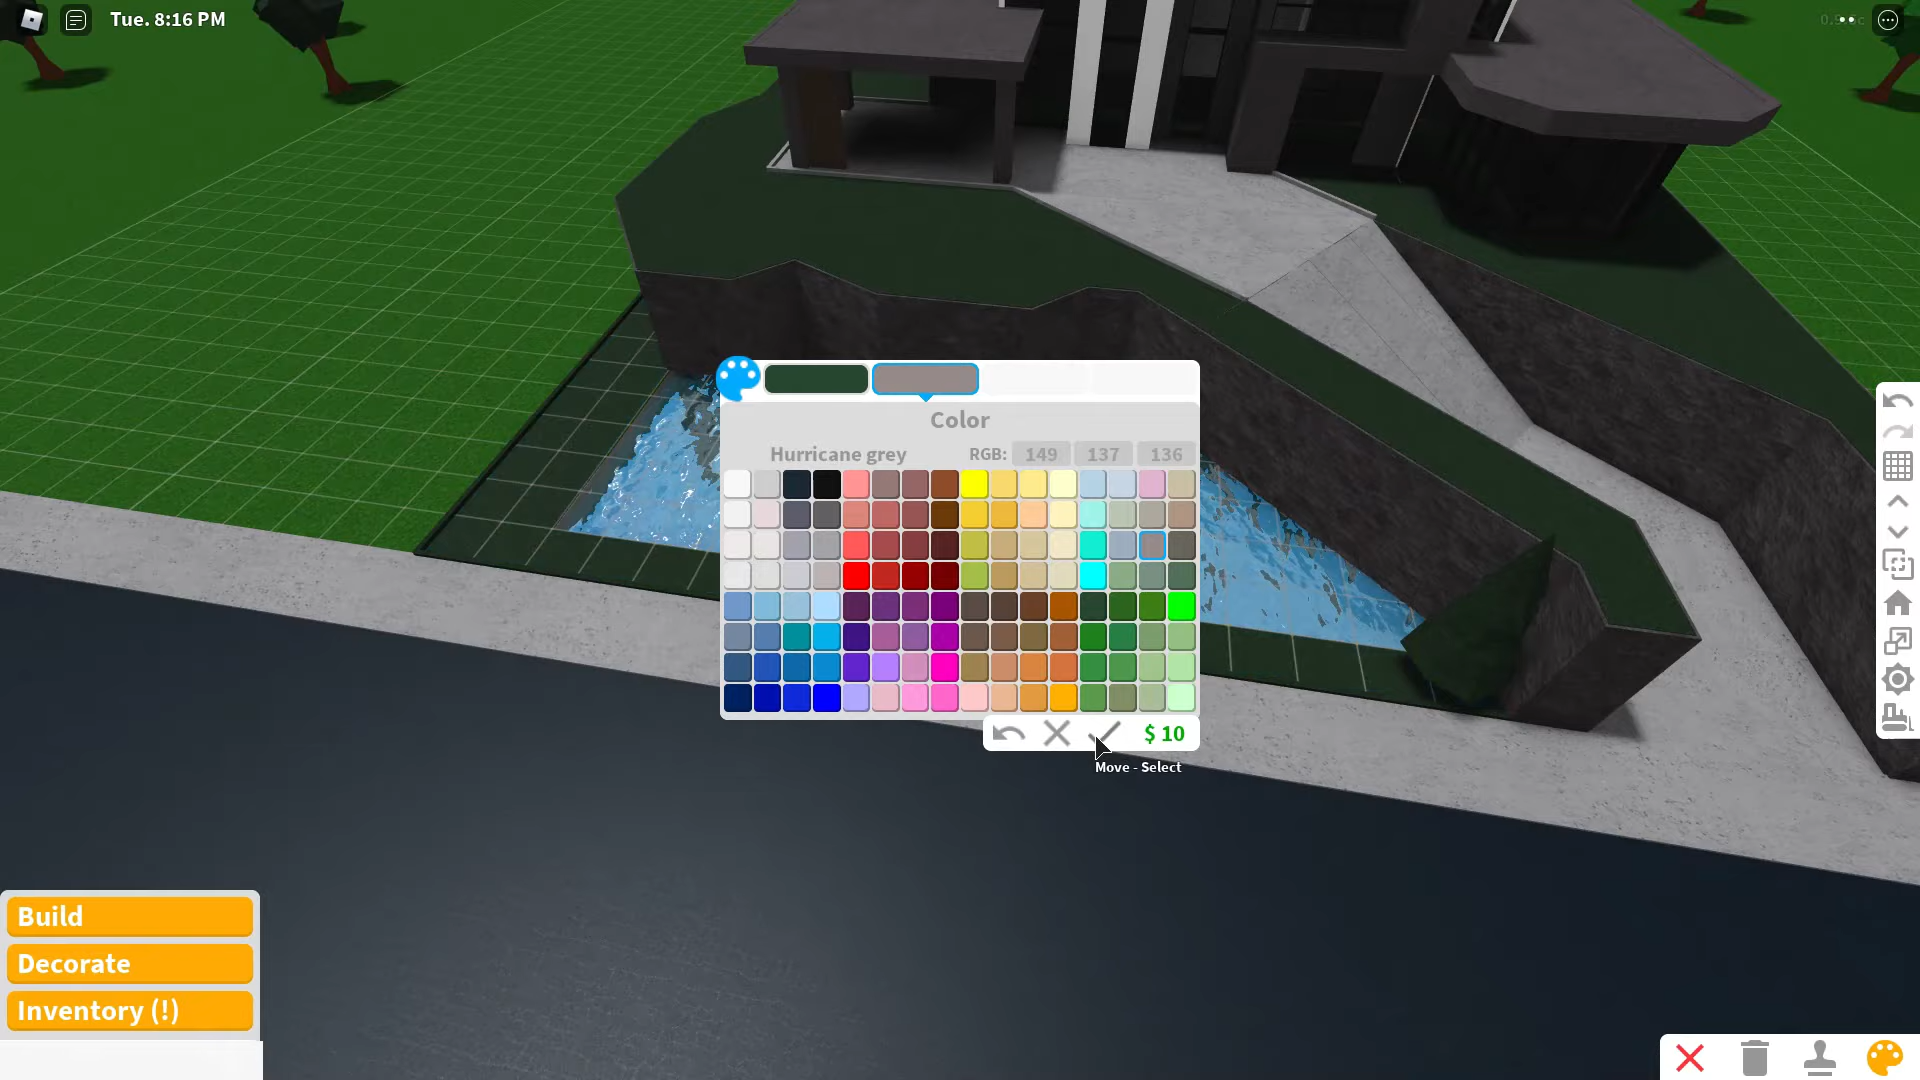 Tue. 8:16 PM
Color
Hurricane grey RGB: 149 137 136
$ 10
Move - Select
Build
Decorate
Inventory (!)